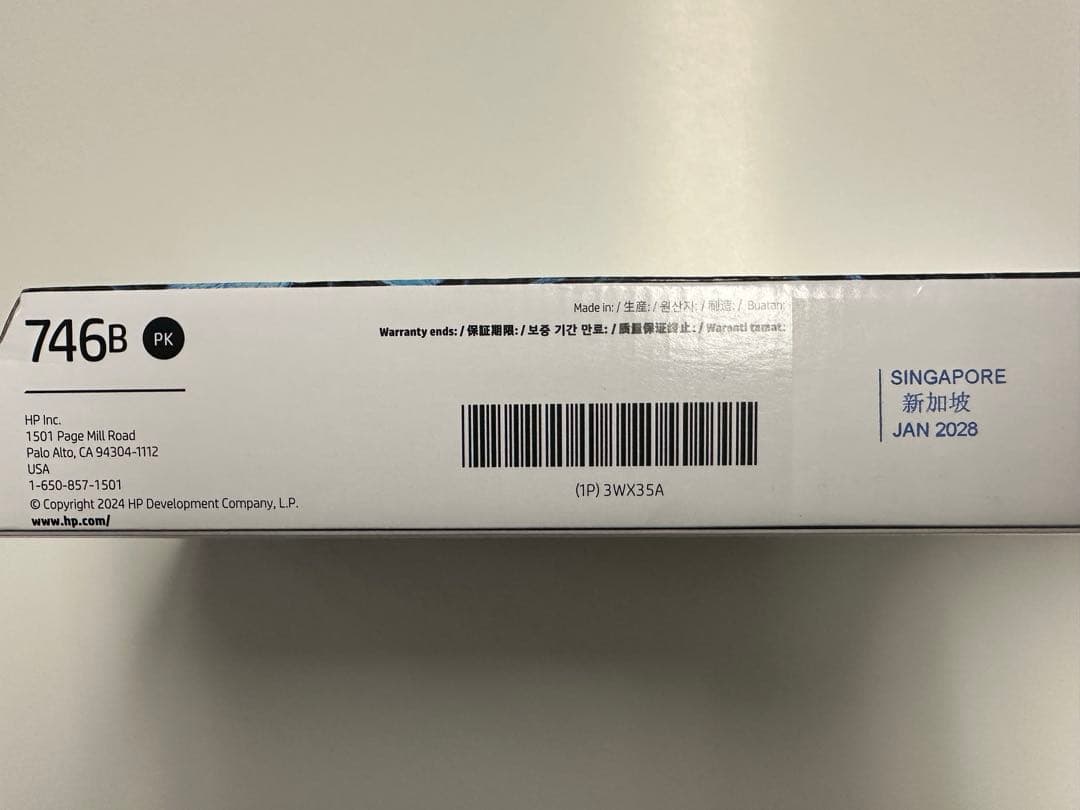 746B PK
HP Inc.
1501 Page Mill Road
Palo Alto, CA 94304-1112
USA
1-650-857-1501
© Copyright 2024 HP Development Company, L.P.
www.hp.com/
Made in: / 生産: / 원산지: / 制造: / Buatan:
Warranty ends: / 保証期限: / 보증 기간 만료: / 质量保证终止: / Waranti tamat:
(1P) 3WX35A
SINGAPORE
新加坡
JAN 2028